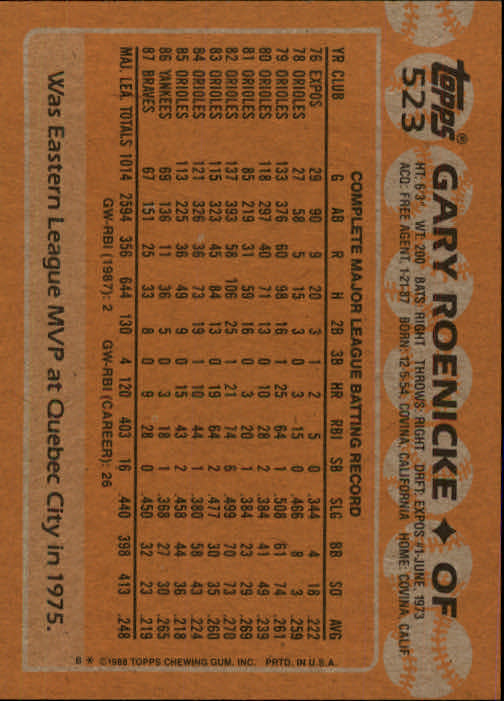 topps®
523
GARY ROENICKE ✦ OF
HT: 6'3" WT: 200 BATS: RIGHT THROWS: RIGHT DRFT: EXPOS #1-JUNE, 1973
ACQ: FREE AGENT, 1-21-87 BORN: 12-5-54, COVINA, CALIFORNIA HOME: COVINA, CALIF
COMPLETE MAJOR LEAGUE BATTING RECORD
YR CLUB G AB R H 2B 3B HR RBI SB SLG BB SO AVG
76 EXPOS 29 90 9 20 3 1 2 5 0 .344 4 18 .222
78 ORIOLES 27 58 5 15 3 0 3 15 0 .466 8 3 .259
79 ORIOLES 133 376 60 98 16 1 25 64 1 .508 61 74 .261
80 ORIOLES 118 297 40 71 13 0 10 28 2 .384 41 49 .239
81 ORIOLES 85 219 31 59 16 0 3 20 1 .384 23 29 .269
82 ORIOLES 137 393 58 106 25 1 21 74 6 .499 70 73 .270
83 ORIOLES 115 323 45 84 13 0 19 64 2 .477 30 35 .260
84 ORIOLES 121 326 36 73 19 1 10 44 1 .380 58 43 .224
85 ORIOLES 113 225 36 49 9 0 15 43 2 .458 44 36 .218
86 YANKEES 69 136 11 36 5 0 3 18 1 .368 27 30 .265
87 BRAVES 67 151 25 33 8 0 9 28 0 .450 32 23 .219
MAJ. LEA. TOTALS 1014 2594 356 644 130 4 120 403 16 .440 398 413 .248
GW-RBI (1987): 2 GW-RBI (CAREER): 26
B * ©1988 TOPPS CHEWING GUM, INC. PRTD. IN U.S.A.
Was Eastern League MVP at Quebec City in 1975.